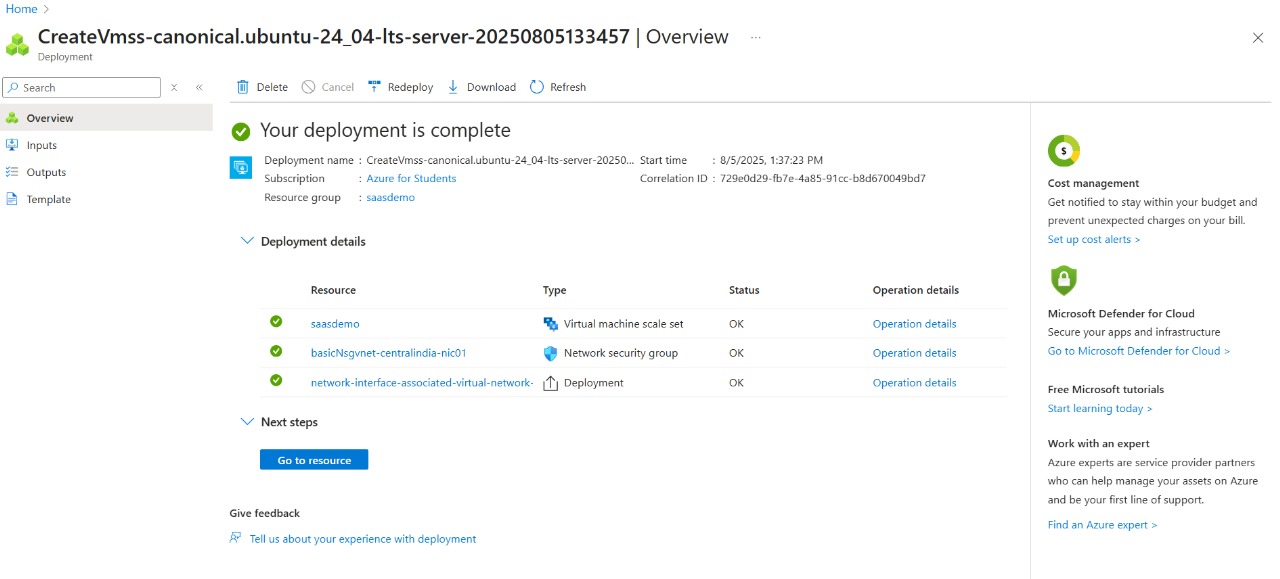 Home >
CreateVmss-canonical.ubuntu-24_04-lts-server-20250805133457 | Overview ...
Deployment
Search
Overview
Inputs
Outputs
Template
Delete Cancel Redeploy Download Refresh
Your deployment is complete
Deployment name : CreateVmss-canonical.ubuntu-24_04-lts-server-20250... Start time : 8/5/2025, 1:37:23 PM
Subscription : Azure for Students Correlation ID : 729e0d29-fb7e-4a85-91cc-b8d670049bd7
Resource group : saasdemo
Deployment details
Resource Type Status Operation details
saasdemo Virtual machine scale set OK Operation details
basicNsgvnet-centralindia-nic01 Network security group OK Operation details
network-interface-associated-virtual-network- Deployment OK Operation details
Next steps
Go to resource
Give feedback
Tell us about your experience with deployment
$
Cost management
Get notified to stay within your budget and
prevent unexpected charges on your bill.
Set up cost alerts >
Microsoft Defender for Cloud
Secure your apps and infrastructure
Go to Microsoft Defender for Cloud >
Free Microsoft tutorials
Start learning today >
Work with an expert
Azure experts are service provider partners
who can help manage your assets on Azure
and be your first line of support.
Find an Azure expert >